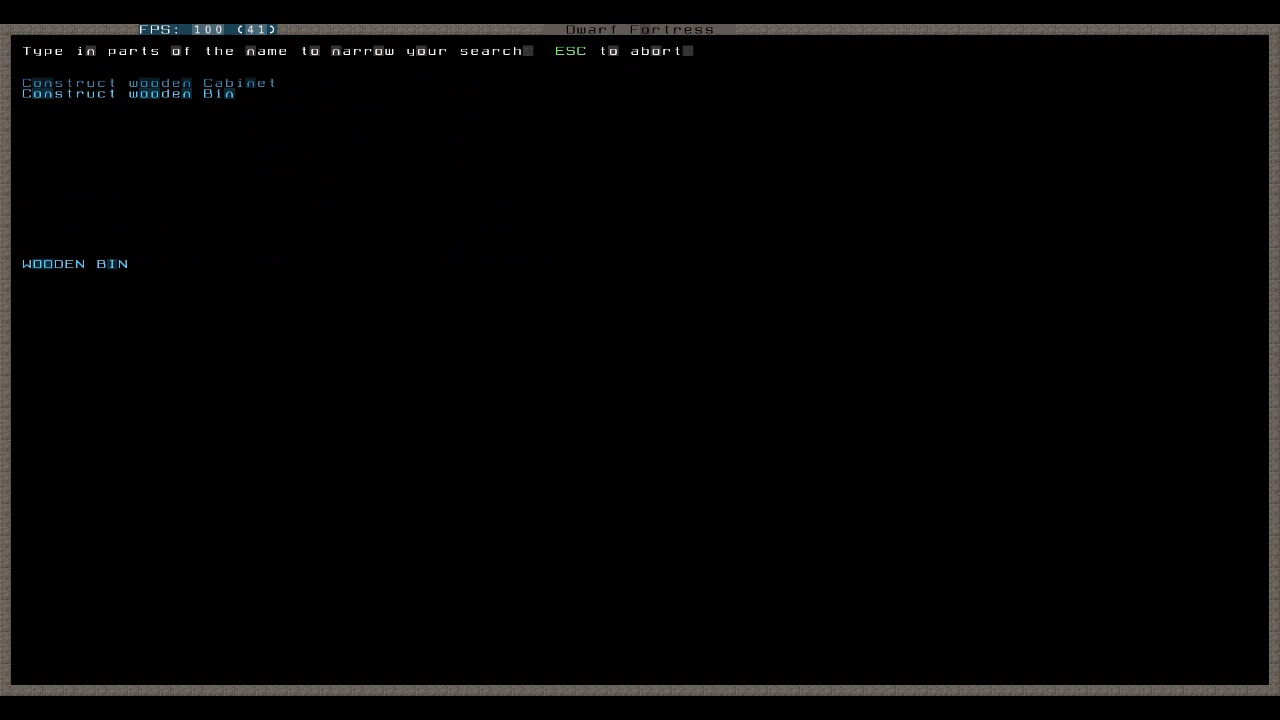 FPS: 100 (41)
Dwarf Fortress
Type in parts of the name to narrow your search. ESC to abort.
Construct wooden Cabinet
Construct wooden Bin
WOODEN BIN